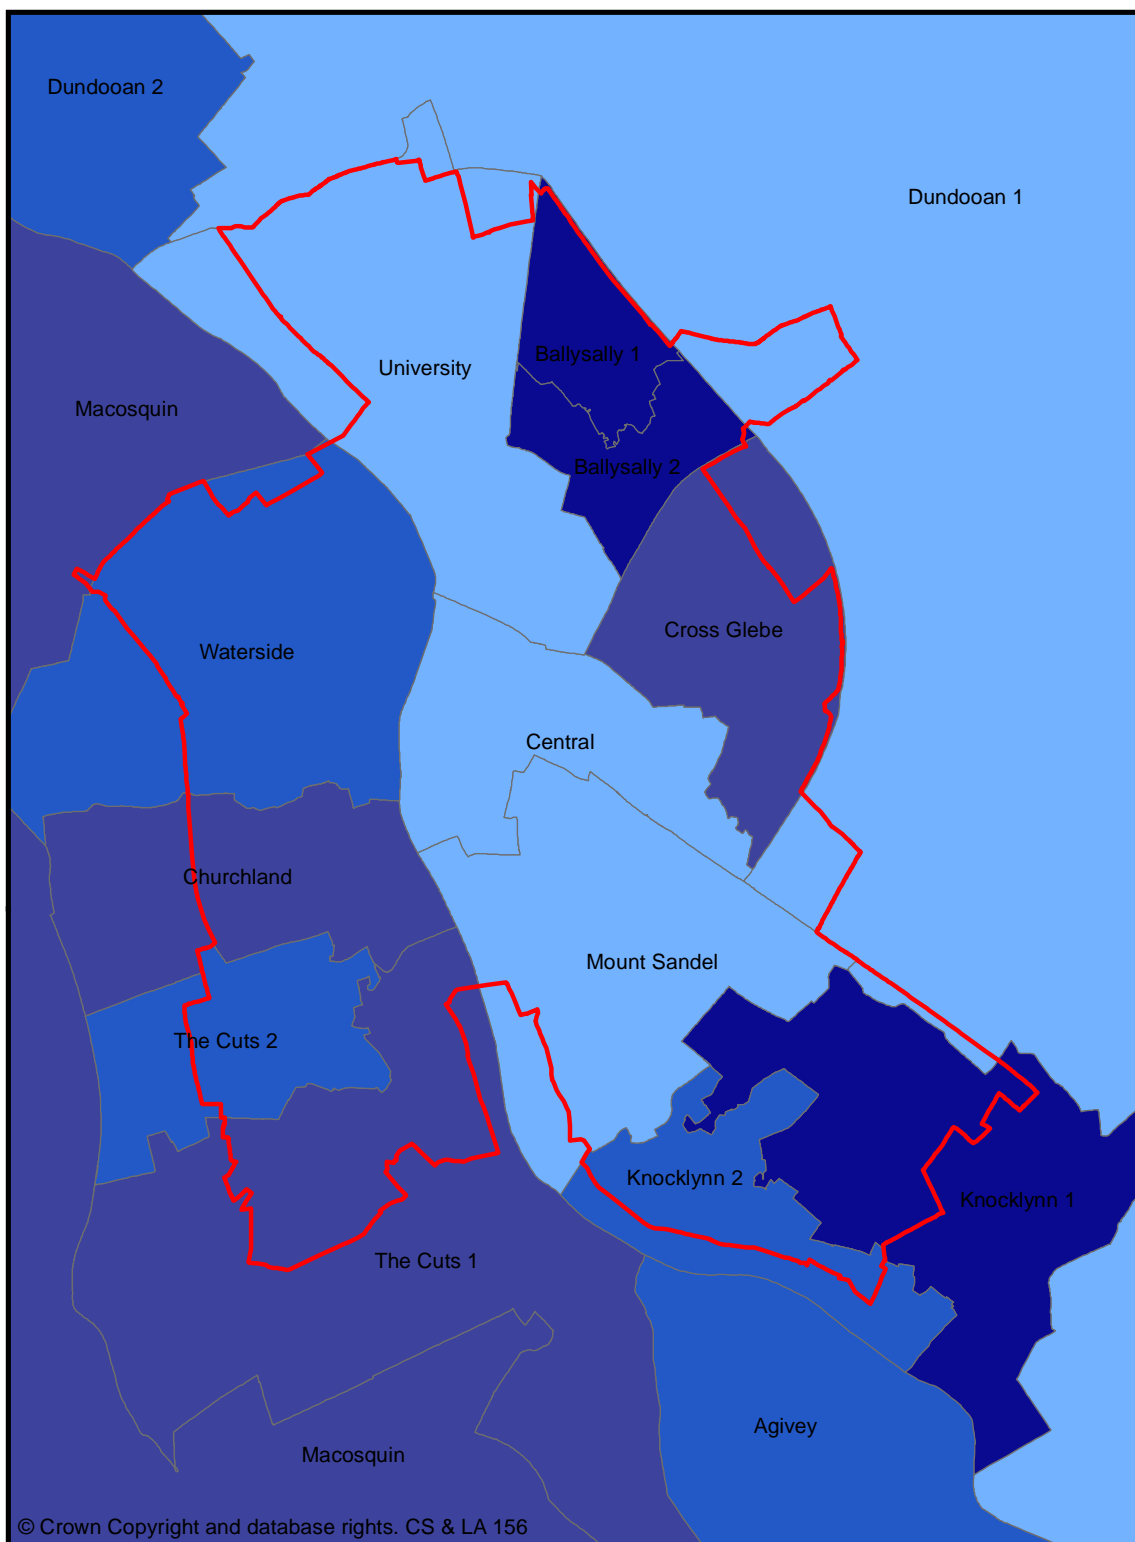 Dundooan 2
Dundooan 1
Ballysally 1
University
Macosquin
Ballysally 2
Cross Glebe
Waterside
Central
Churchland
Mount Sandel
The Cuts 2
Knocklynn 2
Knocklynn 1
The Cuts 1
Agivey
Macosquin
© Crown Copyright and database rights. CS & LA 156